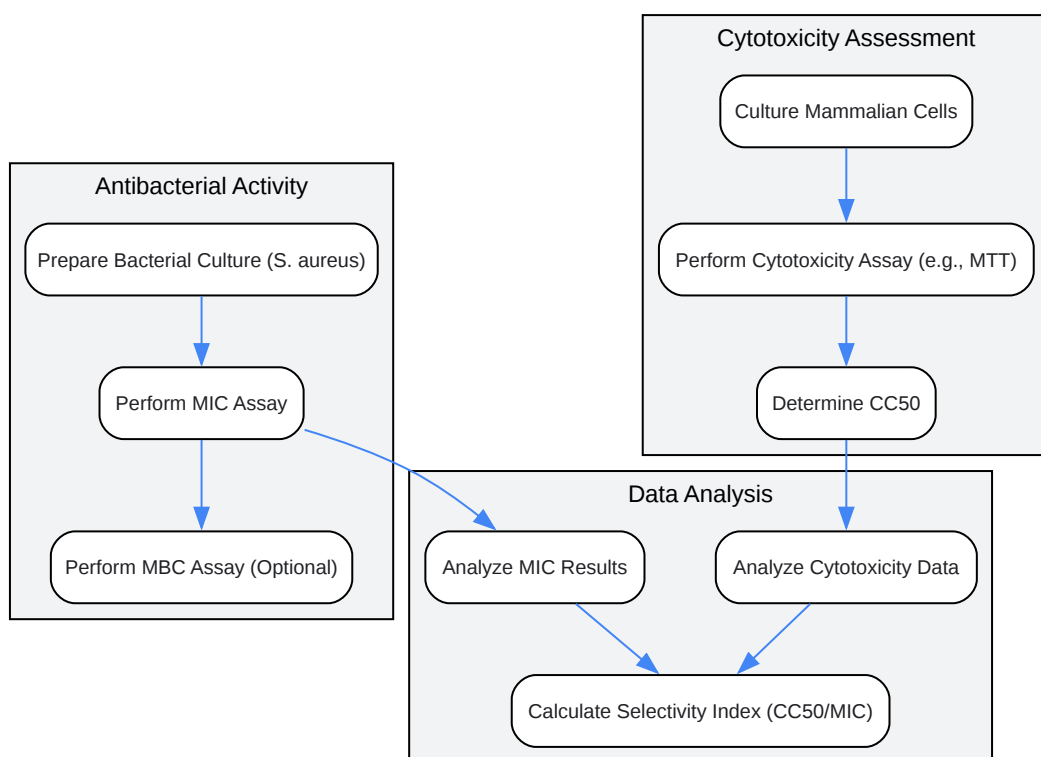 Cytotoxicity Assessment
Culture Mammalian Cells
Perform Cytotoxicity Assay (e.g., MTT)
Determine CC50
Antibacterial Activity
Prepare Bacterial Culture (S. aureus)
Perform MIC Assay
Perform MBC Assay (Optional)
Data Analysis
Analyze MIC Results
Analyze Cytotoxicity Data
Calculate Selectivity Index (CC50/MIC)